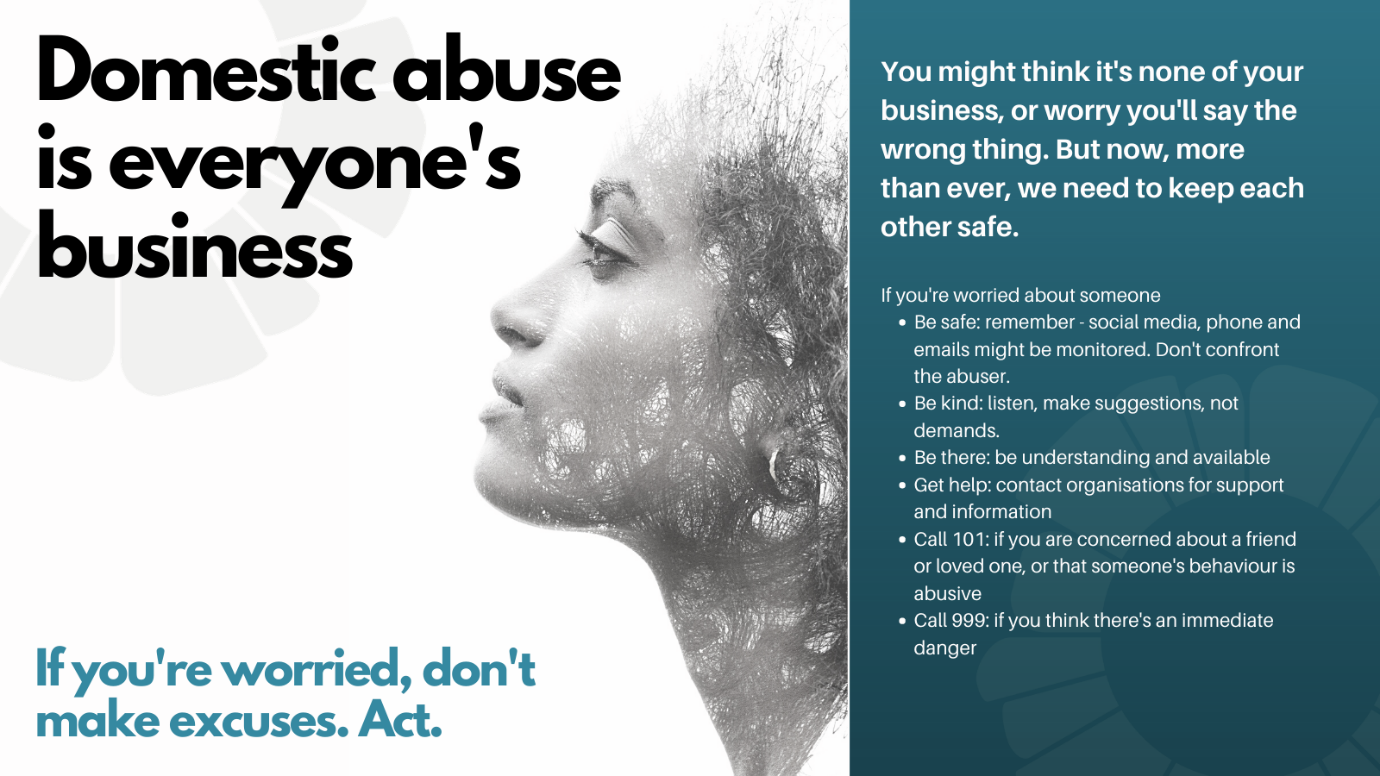 Domestic abuse
is everyone's
business
If you're worried, don't
make excuses. Act.
You might think it's none of your
business, or worry you'll say the
wrong thing. But now, more
than ever, we need to keep each
other safe.
If you're worried about someone
• Be safe: remember - social media, phone and
emails might be monitored. Don't confront
the abuser.
• Be kind: listen, make suggestions, not
demands.
• Be there: be understanding and available
• Get help: contact organisations for support
and information
• Call 101: if you are concerned about a friend
or loved one, or that someone's behaviour is
abusive
• Call 999: if you think there's an immediate
danger